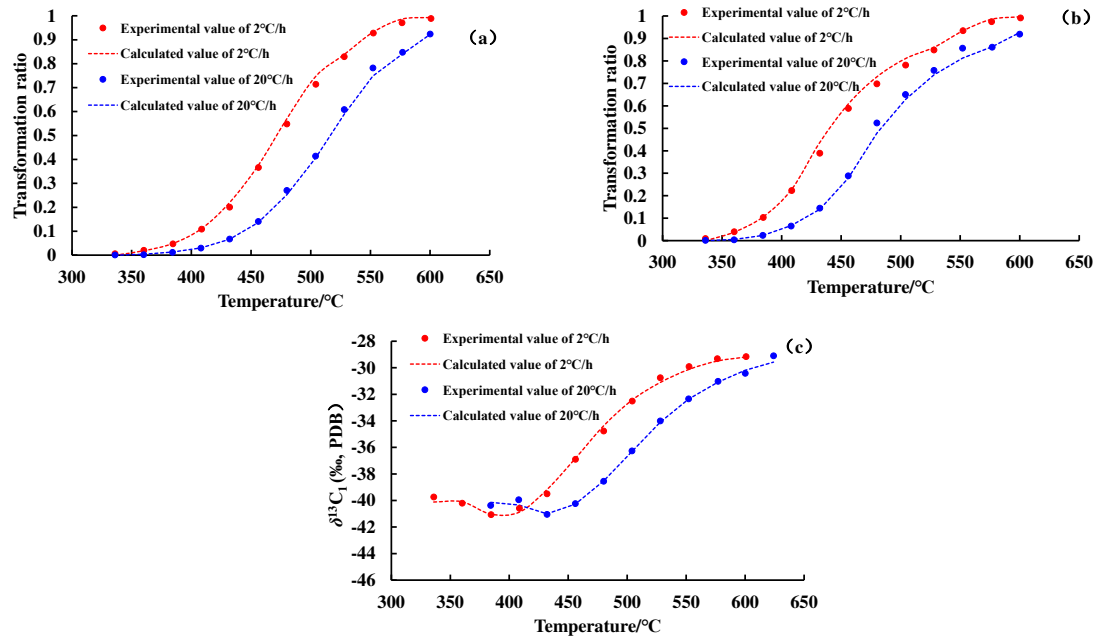 Transformation ratio
1
0.9
0.8
0.7
0.6
0.5
0.4
0.3
0.2
0.1
0
Experimental value of 2℃/h
Calculated value of 2℃/h
Experimental value of 20℃/h
Calculated value of 20℃/h
（a）
300 350 400 450 500 550 600 650
Temperature/℃
Transformation ratio
1
0.9
0.8
0.7
0.6
0.5
0.4
0.3
0.2
0.1
0
Experimental value of 2℃/h
Calculated value of 2℃/h
Experimental value of 20℃/h
Calculated value of 20℃/h
（b）
300 350 400 450 500 550 600 650
Temperature/℃
δ¹³C₁ (‰, PDB)
-28
-30
-32
-34
-36
-38
-40
-42
-44
-46
Experimental value of 2℃/h
Calculated value of 2℃/h
Experimental value of 20℃/h
Calculated value of 20℃/h
（c）
300 350 400 450 500 550 600 650
Temperature/℃